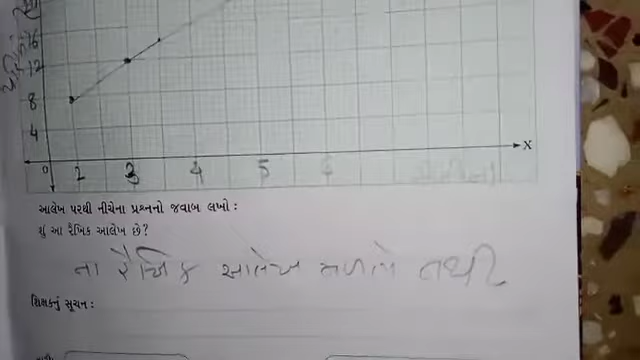 16
12
8
4
0 2 3 4 5 6 X
આલેખ પરથી નીચેના પ્રશ્નનો જવાબ લખો :
શું આ રૈખિક આલેખ છે?
ના રૈખિક આલેખ મળતો નથી
શિક્ષકનું સૂચન :